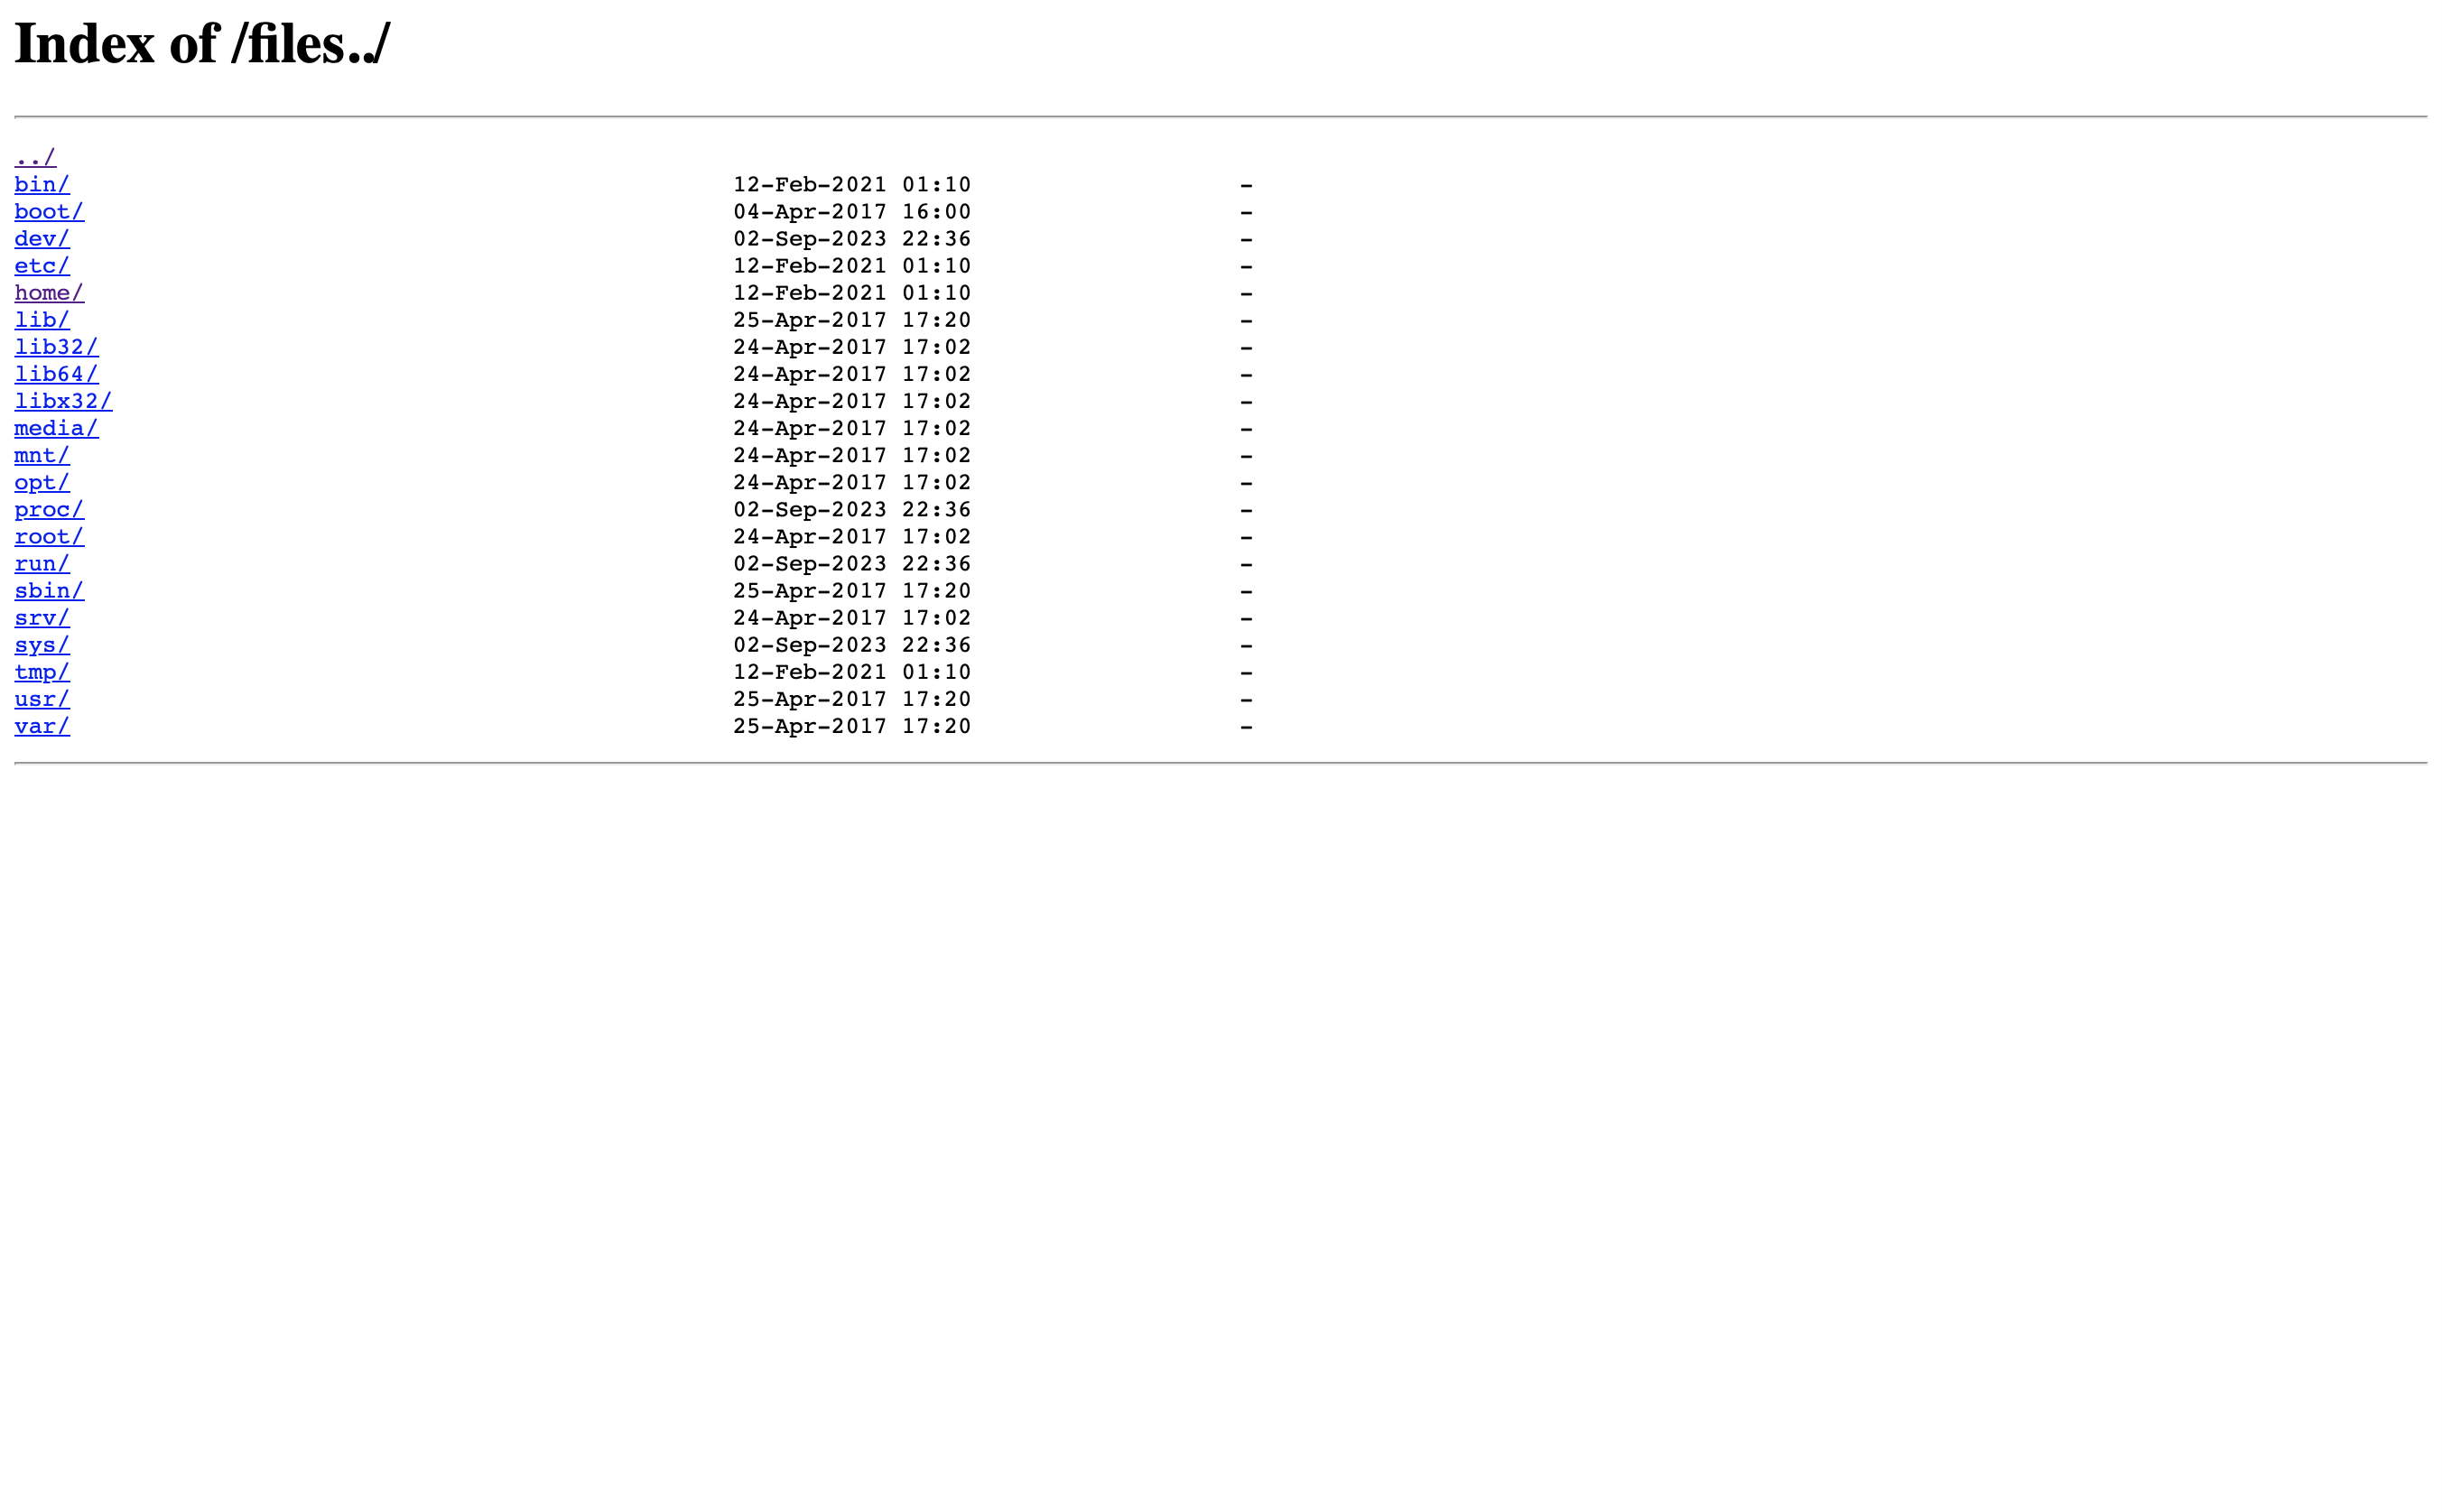 Index of /files../
../
bin/ 12-Feb-2021 01:10 -
boot/ 04-Apr-2017 16:00 -
dev/ 02-Sep-2023 22:36 -
etc/ 12-Feb-2021 01:10 -
home/ 12-Feb-2021 01:10 -
lib/ 25-Apr-2017 17:20 -
lib32/ 24-Apr-2017 17:02 -
lib64/ 24-Apr-2017 17:02 -
libx32/ 24-Apr-2017 17:02 -
media/ 24-Apr-2017 17:02 -
mnt/ 24-Apr-2017 17:02 -
opt/ 24-Apr-2017 17:02 -
proc/ 02-Sep-2023 22:36 -
root/ 24-Apr-2017 17:02 -
run/ 02-Sep-2023 22:36 -
sbin/ 25-Apr-2017 17:20 -
srv/ 24-Apr-2017 17:02 -
sys/ 02-Sep-2023 22:36 -
tmp/ 12-Feb-2021 01:10 -
usr/ 25-Apr-2017 17:20 -
var/ 25-Apr-2017 17:20 -